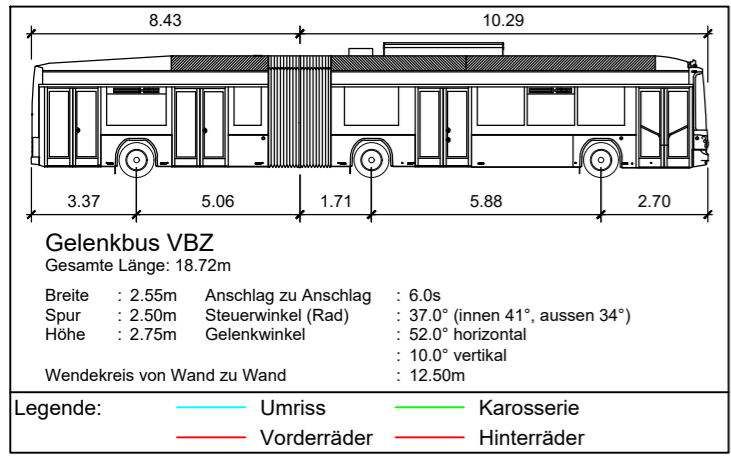 8.43 10.29
3.37 5.06 1.71 5.88 2.70
Gelenkbus VBZ
Gesamte Länge: 18.72m
Breite : 2.55m Anschlag zu Anschlag : 6.0s
Spur : 2.50m Steuerwinkel (Rad) : 37.0° (innen 41°, aussen 34°)
Höhe : 2.75m Gelenkwinkel : 52.0° horizontal
: 10.0° vertikal
Wendekreis von Wand zu Wand : 12.50m
Legende: Umriss Karosserie
Vorderräder Hinterräder